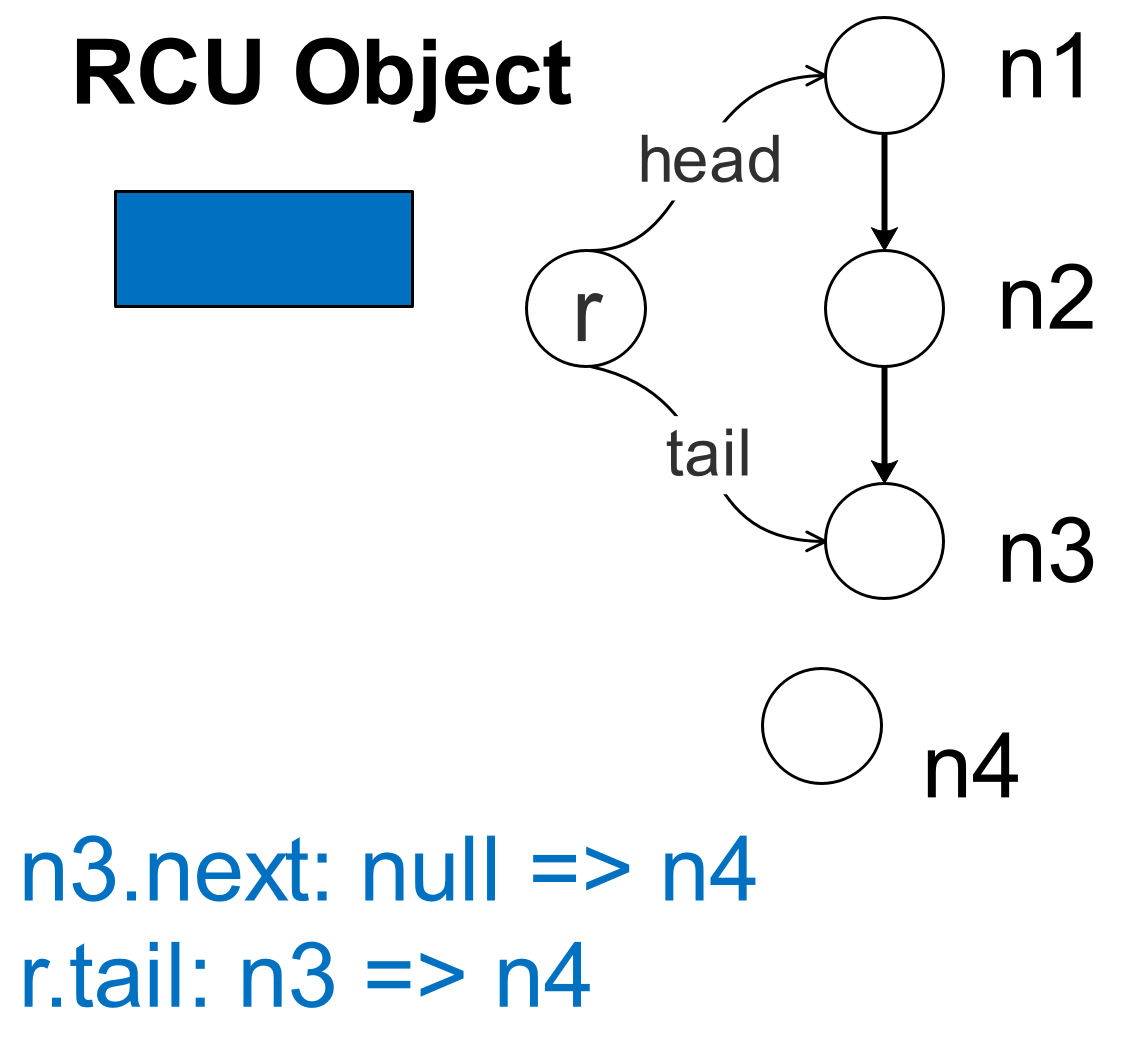 RCU Object
n1
head
n2
r
tail
n3
n4
n3.next: null => n4
r.tail: n3 => n4